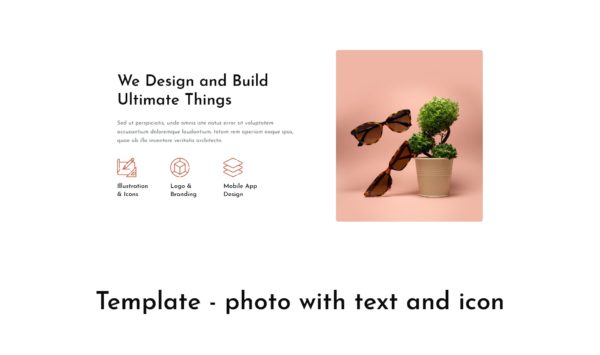 We Design and Build
Ultimate Things
Sed ut perspiciatis, unde omnis iste natus error sit voluptatem
accusantium doloremque laudantium, totam rem aperiam eaque ipsa,
quae ab illo inventore veritatis architecto.
Illustration
& Icons
Logo &
Branding
Mobile App
Design
Template - photo with text and icon